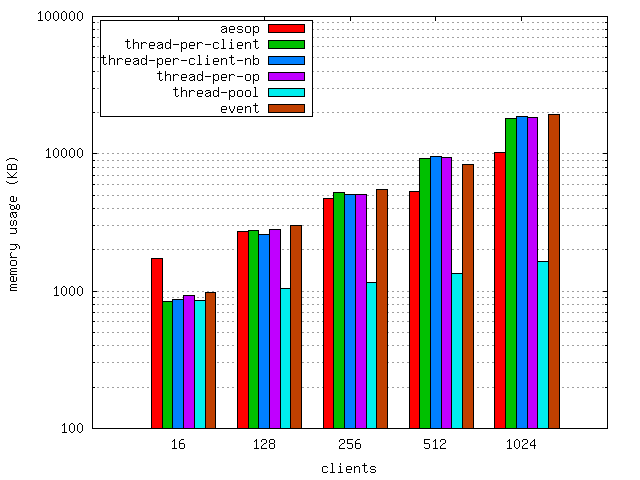 100000
10000
1000
100
memory usage (KB)
aesop
thread-per-client
thread-per-client-nb
thread-per-op
thread-pool
event
16 128 256 512 1024
clients